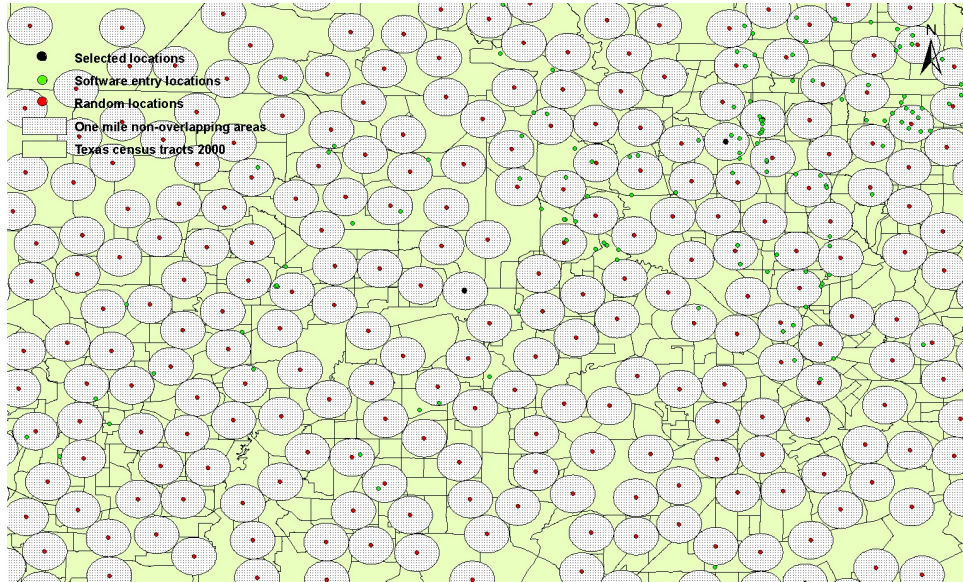 N
Selected locations
Software entry locations
Random locations
One mile non-overlapping areas
Texas census tracts 2000